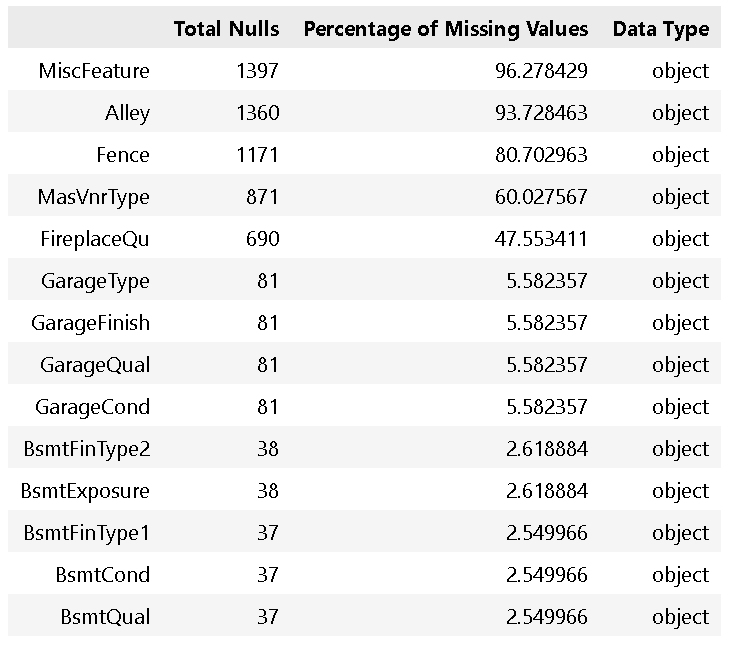 Total Nulls Percentage of Missing Values Data Type
MiscFeature 1397 96.278429 object
Alley 1360 93.728463 object
Fence 1171 80.702963 object
MasVnrType 871 60.027567 object
FireplaceQu 690 47.553411 object
GarageType 81 5.582357 object
GarageFinish 81 5.582357 object
GarageQual 81 5.582357 object
GarageCond 81 5.582357 object
BsmtFinType2 38 2.618884 object
BsmtExposure 38 2.618884 object
BsmtFinType1 37 2.549966 object
BsmtCond 37 2.549966 object
BsmtQual 37 2.549966 object